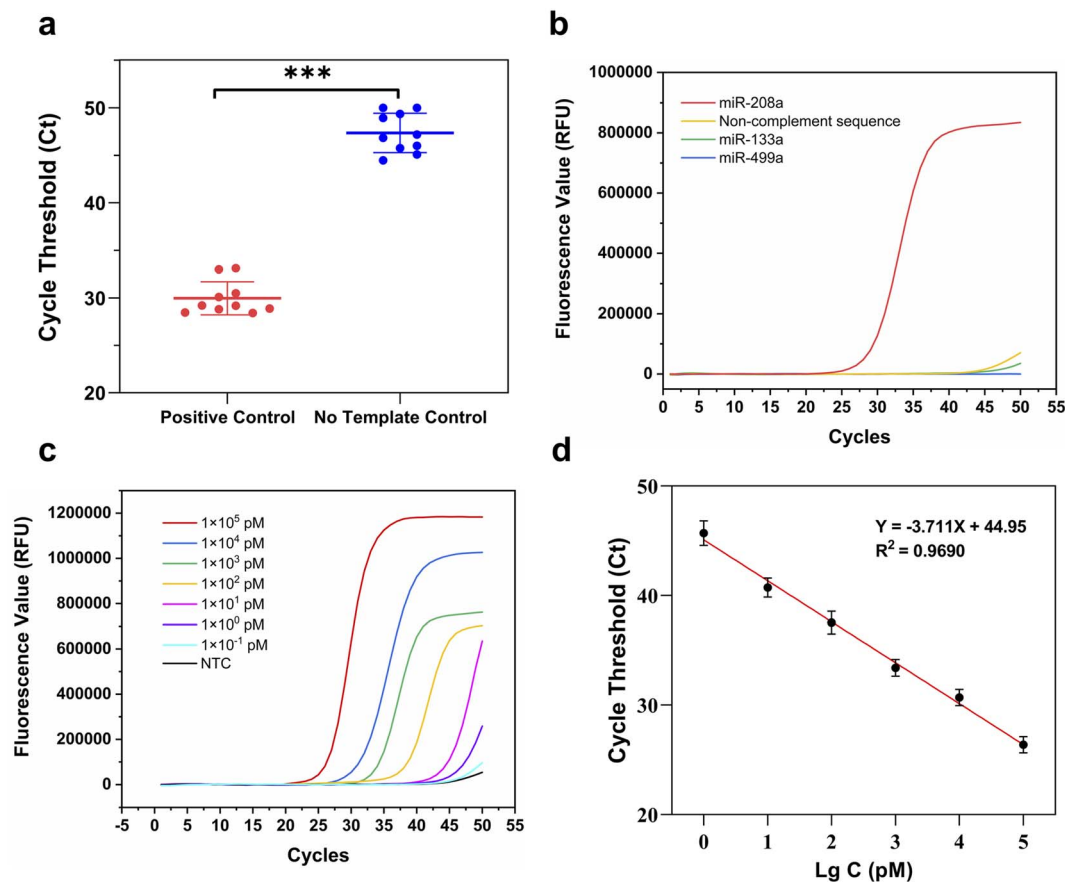 a
Cycle Threshold (Ct)
50
40
30
20
***
Positive Control
No Template Control
b
Fluorescence Value (RFU)
1000000
800000
600000
400000
200000
0
miR-208a
Non-complement sequence
miR-133a
miR-499a
0 5 10 15 20 25 30 35 40 45 50 55
Cycles
c
Fluorescence Value (RFU)
1200000
1000000
800000
600000
400000
200000
0
1×10⁵ pM
1×10⁴ pM
1×10³ pM
1×10² pM
1×10¹ pM
1×10⁰ pM
1×10⁻¹ pM
NTC
-5 0 5 10 15 20 25 30 35 40 45 50 55
Cycles
d
Cycle Threshold (Ct)
50
40
30
20
Y = -3.711X + 44.95
R² = 0.9690
0 1 2 3 4 5
Lg C (pM)